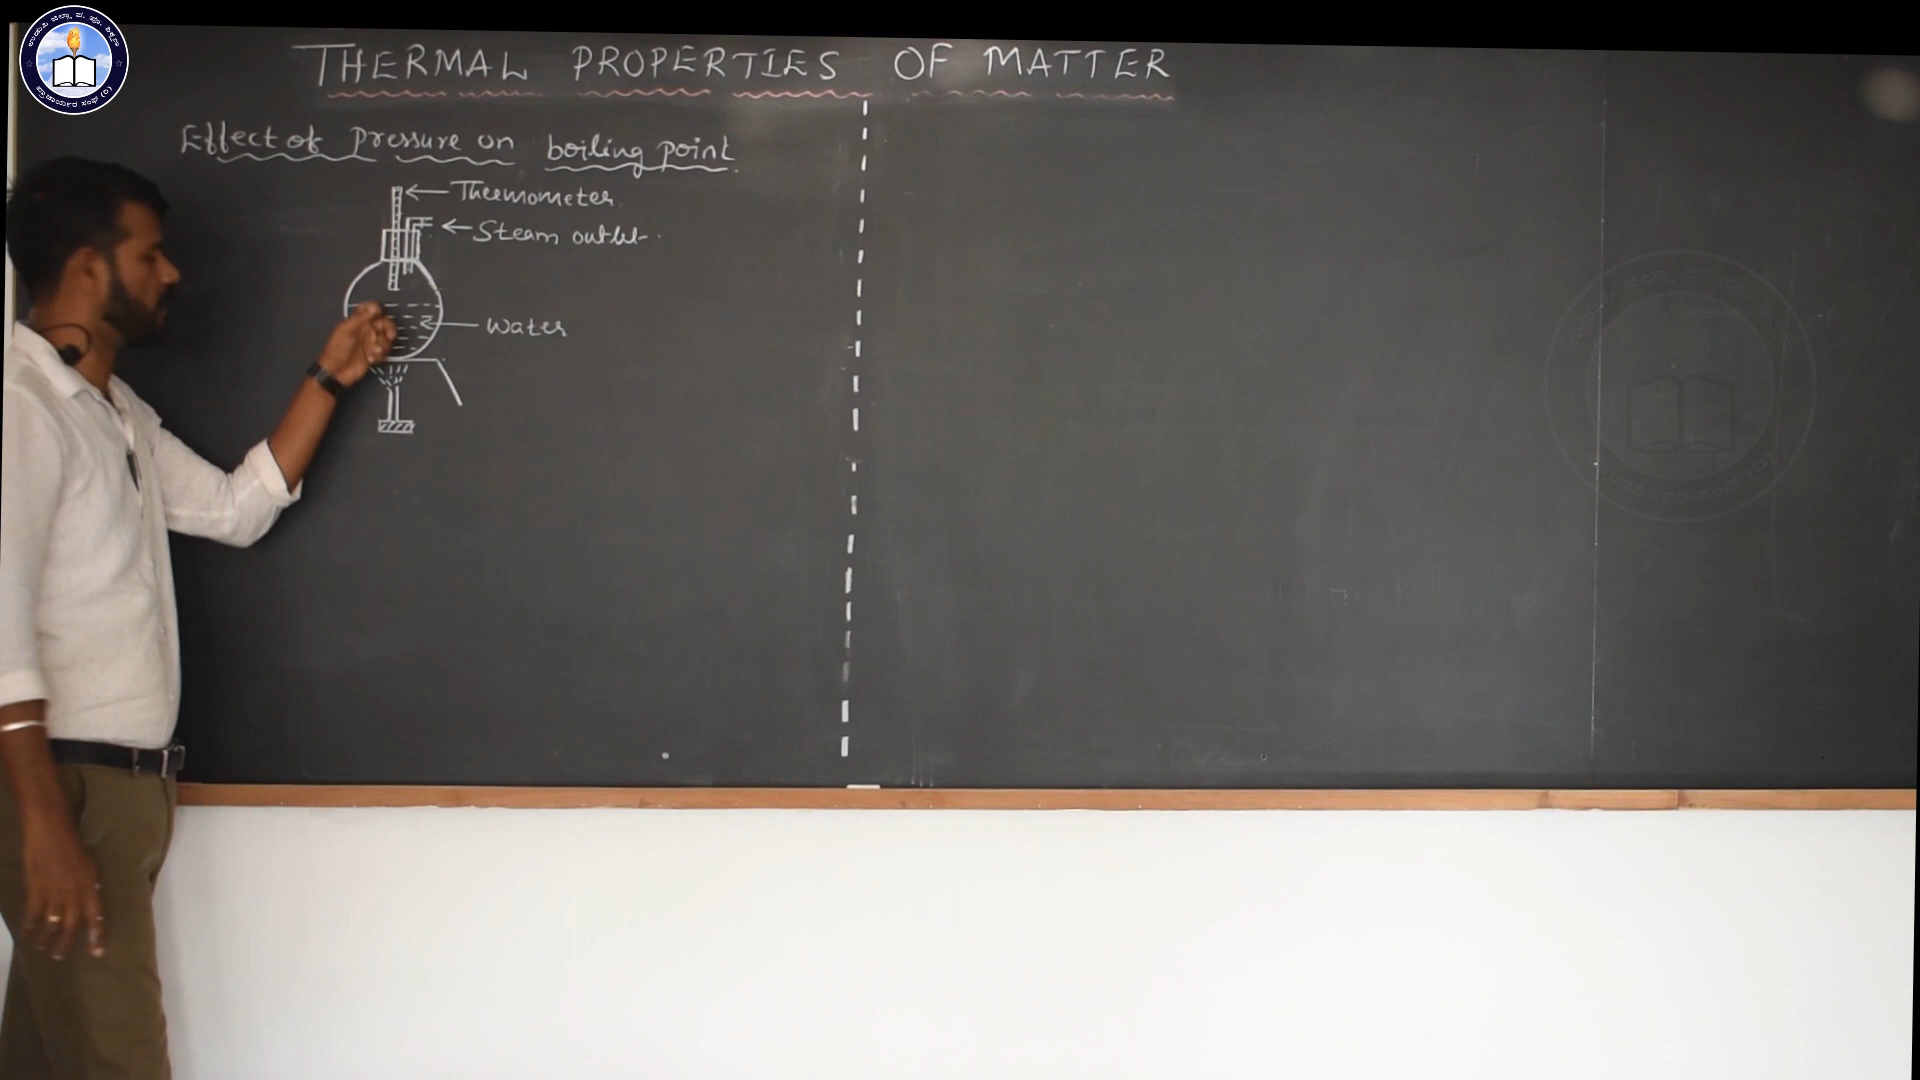 THERMAL PROPERTIES OF MATTER
Effect of Pressure on boiling point
Thermometer
Steam outlet
Water